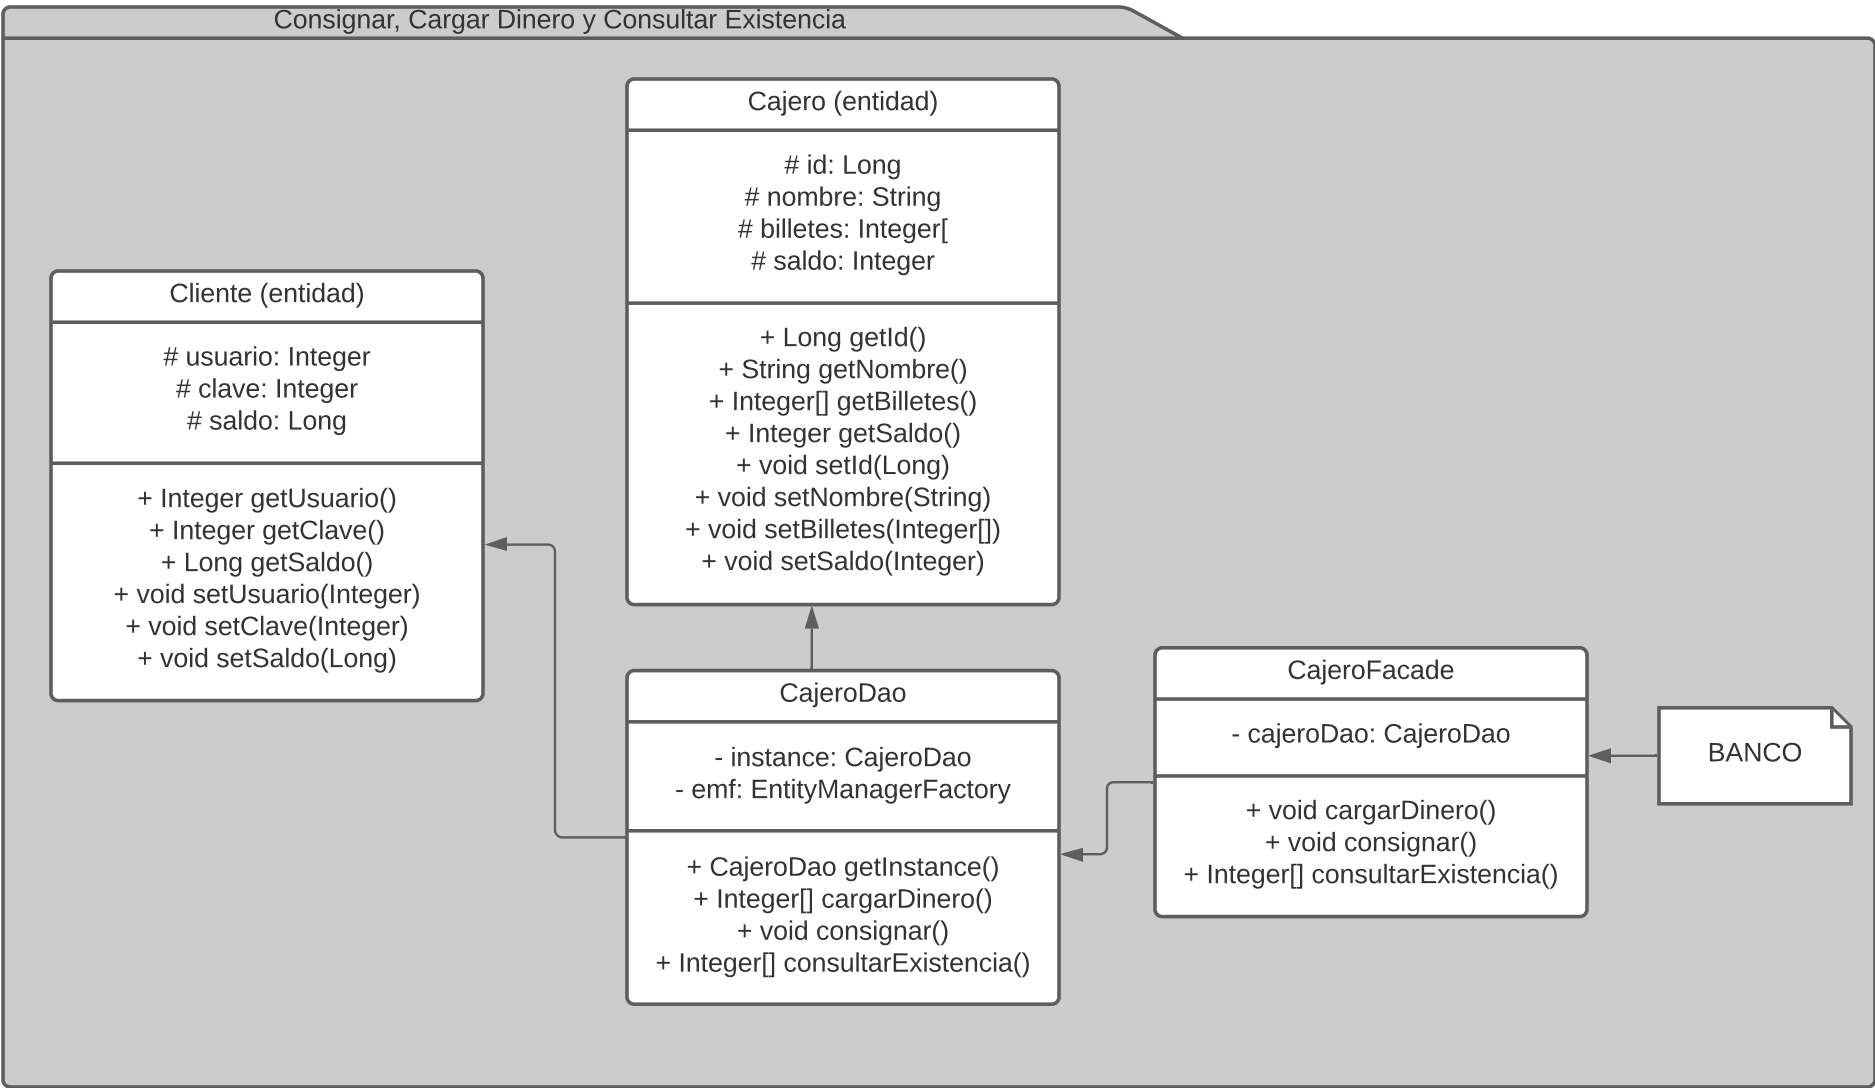 Consignar, Cargar Dinero y Consultar Existencia
Cajero (entidad)
# id: Long
# nombre: String
# billetes: Integer[
# saldo: Integer
+ Long getId()
+ String getNombre()
+ Integer[] getBilletes()
+ Integer getSaldo()
+ void setId(Long)
+ void setNombre(String)
+ void setBilletes(Integer[])
+ void setSaldo(Integer)
Cliente (entidad)
# usuario: Integer
# clave: Integer
# saldo: Long
+ Integer getUsuario()
+ Integer getClave()
+ Long getSaldo()
+ void setUsuario(Integer)
+ void setClave(Integer)
+ void setSaldo(Long)
CajeroDao
- instance: CajeroDao
- emf: EntityManagerFactory
+ CajeroDao getInstance()
+ Integer[] cargarDinero()
+ void consignar()
+ Integer[] consultarExistencia()
CajeroFacade
- cajeroDao: CajeroDao
+ void cargarDinero()
+ void consignar()
+ Integer[] consultarExistencia()
BANCO